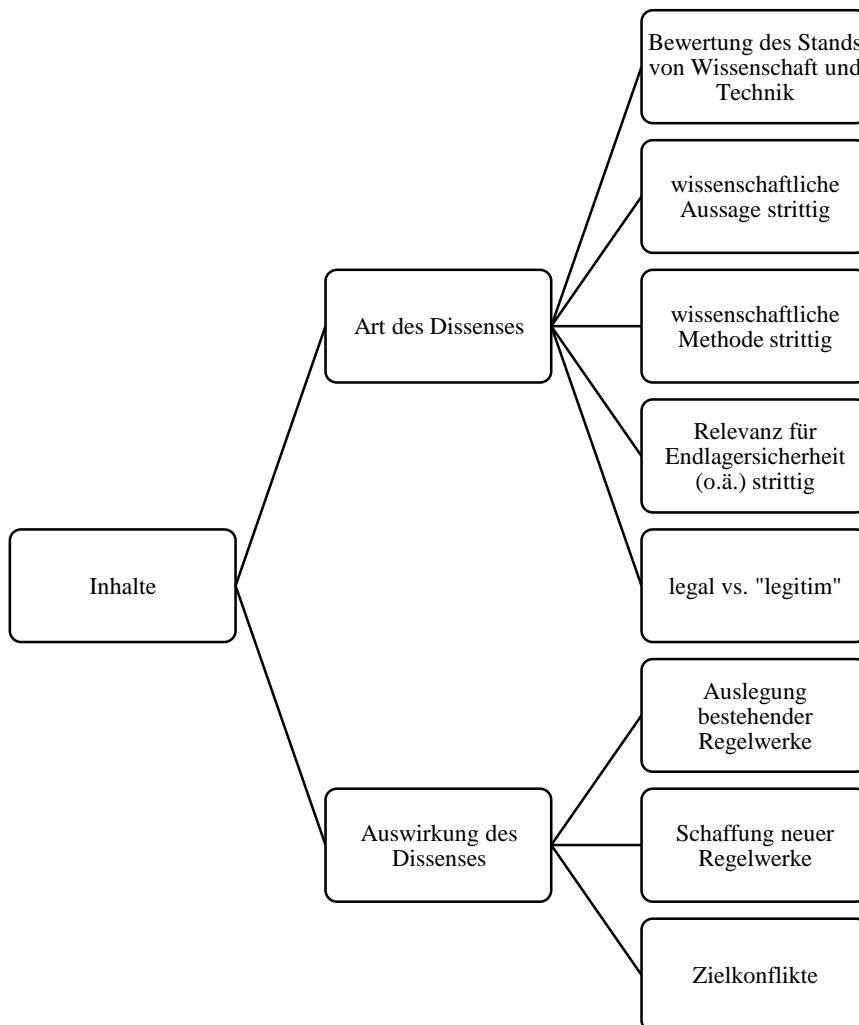 Bewertung des Stands
von Wissenschaft und
Technik
wissenschaftliche
Aussage strittig
Art des Dissenses
wissenschaftliche
Methode strittig
Relevanz für
Endlagersicherheit
(o.ä.) strittig
Inhalte
legal vs. "legitim"
Auslegung
bestehender
Regelwerke
Auswirkung des
Dissenses
Schaffung neuer
Regelwerke
Zielkonflikte